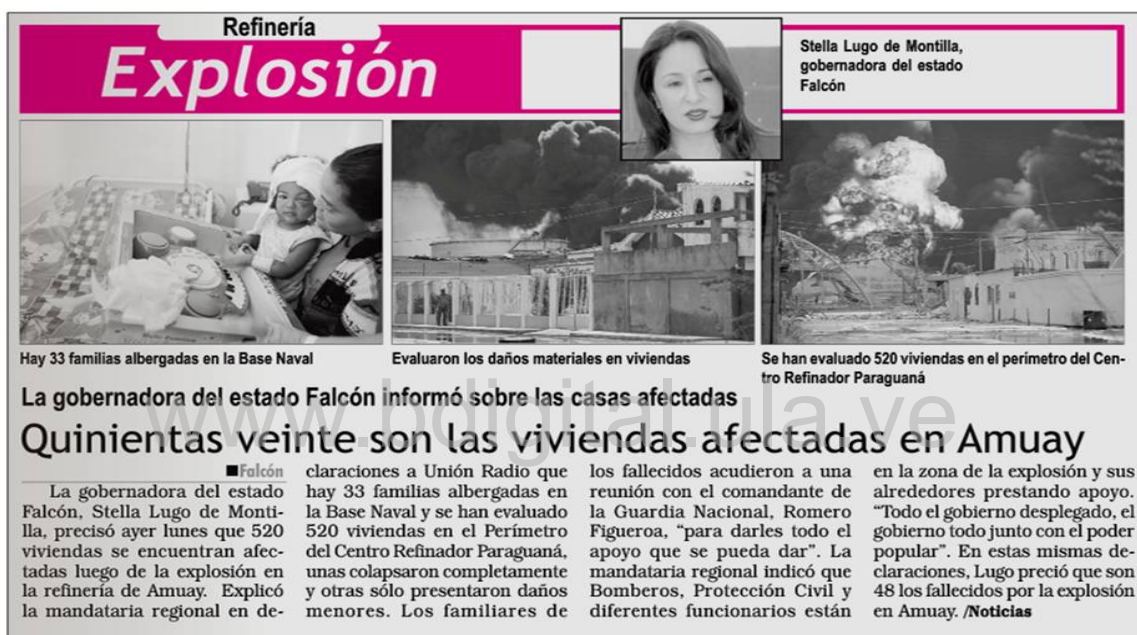 Refinería
Explosión
Stella Lugo de Montilla,
gobernadora del estado
Falcón
Hay 33 familias albergadas en la Base Naval
Evaluaron los daños materiales en viviendas
Se han evaluado 520 viviendas en el perímetro del Cen-
tro Refinador Paraguaná
La gobernadora del estado Falcón informó sobre las casas afectadas
www.bdigital.ula.ve
Quinientas veinte son las viviendas afectadas en Amuay
■Falcón
La gobernadora del estado
Falcón, Stella Lugo de Monti-
lla, precisó ayer lunes que 520
viviendas se encuentran afec-
tadas luego de la explosión en
la refinería de Amuay. Explicó
la mandataria regional en de-
claraciones a Unión Radio que
hay 33 familias albergadas en
la Base Naval y se han evaluado
520 viviendas en el Perímetro
del Centro Refinador Paraguaná,
unas colapsaron completamente
y otras sólo presentaron daños
menores. Los familiares de
los fallecidos acudieron a una
reunión con el comandante de
la Guardia Nacional, Romero
Figueroa, “para darles todo el
apoyo que se pueda dar”. La
mandataria regional indicó que
Bomberos, Protección Civil y
diferentes funcionarios están
en la zona de la explosión y sus
alrededores prestando apoyo.
“Todo el gobierno desplegado, el
gobierno todo junto con el poder
popular”. En estas mismas de-
claraciones, Lugo preció que son
48 los fallecidos por la explosión
en Amuay. /Noticias